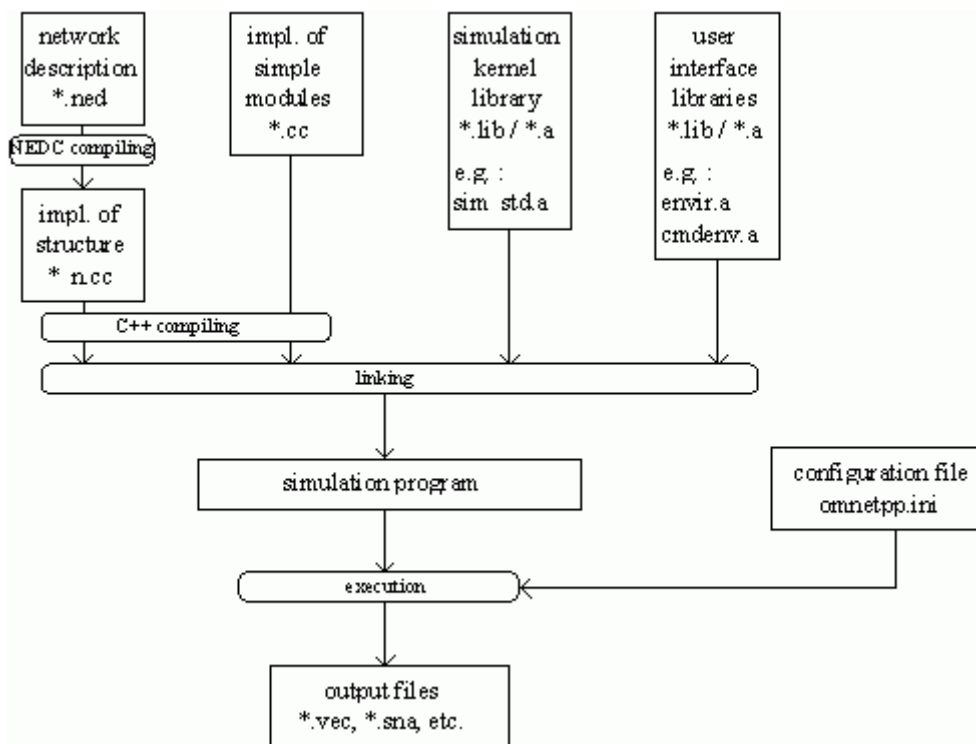 network
description
*.ned
impl. of
simple
modules
*.cc
simulation
kernel
library
*.lib / *.a
e.g. :
sim std.a
user
interface
libraries
*.lib / *.a
e.g. :
envir.a
cmdenv.a
NEDC compiling
impl. of
structure
* n.cc
C++ compiling
linking
simulation program
configuration file
omnetpp.ini
execution
output files
*.vec, *.sna, etc.